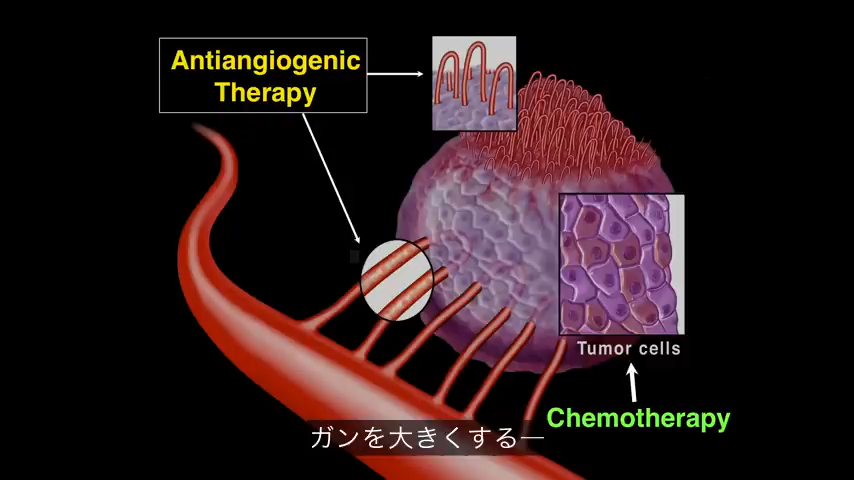 Antiangiogenic
Therapy
Tumor cells
Chemotherapy
ガンを大きくする―